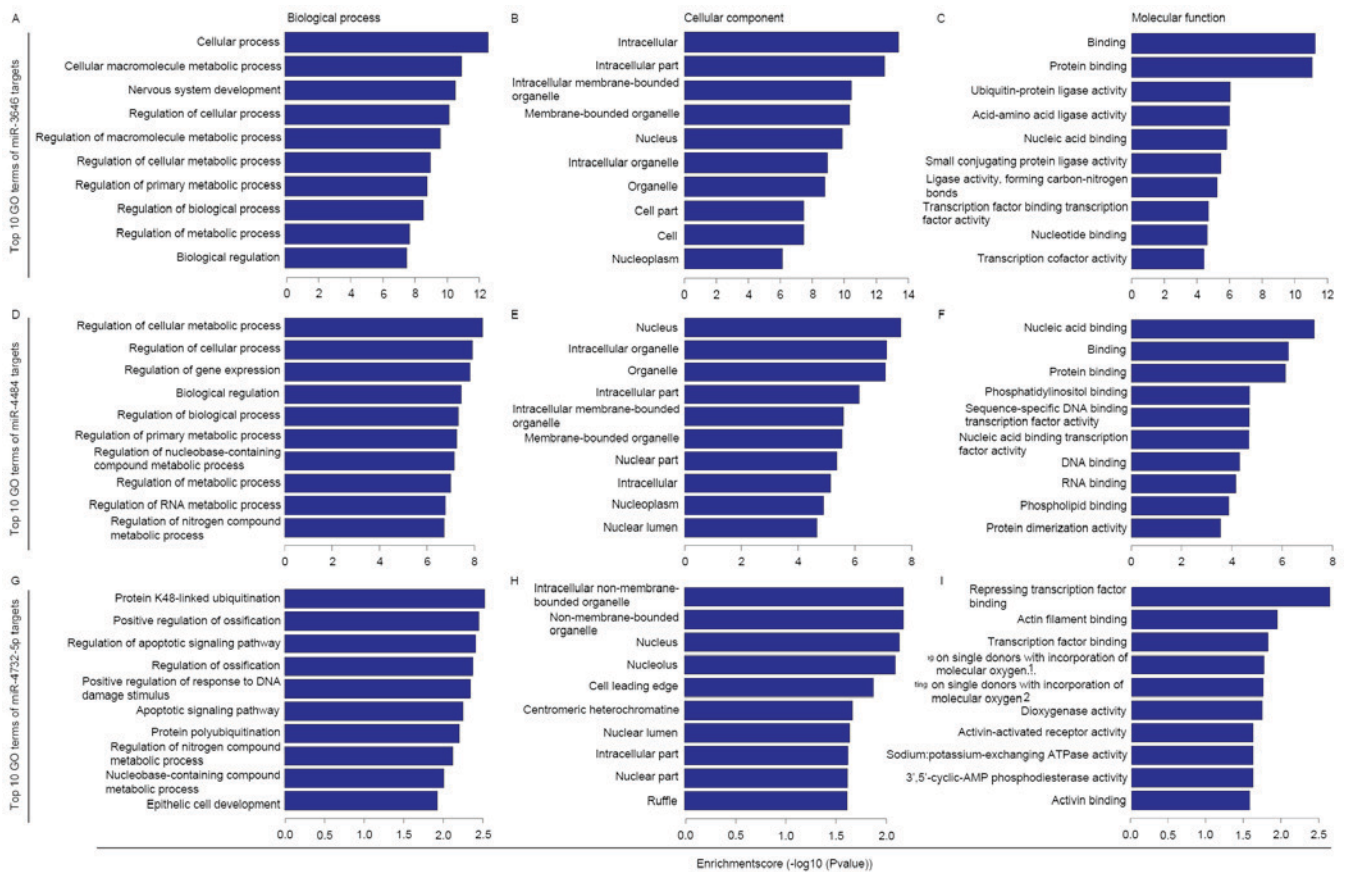 A
Biological process
B
Cellular component
C
Molecular function
Top 10 GO terms of miR-3646 targets
Cellular process
Cellular macromolecule metabolic process
Nervous system development
Regulation of cellular process
Regulation of macromolecule metabolic process
Regulation of cellular metabolic process
Regulation of primary metabolic process
Regulation of biological process
Regulation of metabolic process
Biological regulation
0 2 4 6 8 10 12
Intracellular
Intracellular part
Intracellular membrane-bounded
organelle
Membrane-bounded organelle
Nucleus
Intracellular organelle
Organelle
Cell part
Cell
Nucleoplasm
0 2 4 6 8 10 12 14
Binding
Protein binding
Ubiquitin-protein ligase activity
Acid-amino acid ligase activity
Nucleic acid binding
Small conjugating protein ligase activity
Ligase activity, forming carbon-nitrogen
bonds
Transcription factor binding transcription
factor activity
Nucleotide binding
Transcription cofactor activity
0 2 4 6 8 10 12
Top 10 GO terms of miR-4484 targets
D
Regulation of cellular metabolic process
Regulation of cellular process
Regulation of gene expression
Biological regulation
Regulation of biological process
Regulation of primary metabolic process
Regulation of nucleobase-containing
compound metabolic process
Regulation of metabolic process
Regulation of RNA metabolic process
Regulation of nitrogen compound
metabolic process
0 2 4 6 8
E
Nucleus
Intracellular organelle
Organelle
Intracellular part
Intracellular membrane-bounded
organelle
Membrane-bounded organelle
Nuclear part
Intracellular
Nucleoplasm
Nuclear lumen
0 2 4 6 8
F
Nucleic acid binding
Binding
Protein binding
Phosphatidylinositol binding
Sequence-specific DNA binding
transcription factor activity
Nucleic acid binding transcription
factor activity
DNA binding
RNA binding
Phospholipid binding
Protein dimerization activity
0 2 4 6 8
Top 10 GO terms of miR-4732-5p targets
G
Protein K48-linked ubiquitination
Positive regulation of ossification
Regulation of apoptotic signaling pathway
Regulation of ossification
Positive regulation of response to DNA
damage stimulus
Apoptotic signaling pathway
Protein polyubiquitination
Regulation of nitrogen compound
metabolic process
Nucleobase-containing compound
metabolic process
Epithelic cell development
0.0 0.5 1.0 1.5 2.0 2.5
H
Intracellular non-membrane-
bounded organelle
Non-membrane-bounded
organelle
Nucleus
Nucleolus
Cell leading edge
Centromeric heterochromatine
Nuclear lumen
Intracellular part
Nuclear part
Ruffle
0.0 0.5 1.0 1.5 2.0
I
Repressing transcription factor
binding
Actin filament binding
Transcription factor binding
on single donors with incorporation of
molecular oxygen.1.
ting on single donors with incorporation of
molecular oxygen.2
Dioxygenase activity
Activin-activated receptor activity
Sodium:potassium-exchanging ATPase activity
3',5'-cyclic-AMP phosphodiesterase activity
Activin binding
0.0 0.5 1.0 1.5 2.0 2.5
Enrichmentscore (-log10 (Pvalue))